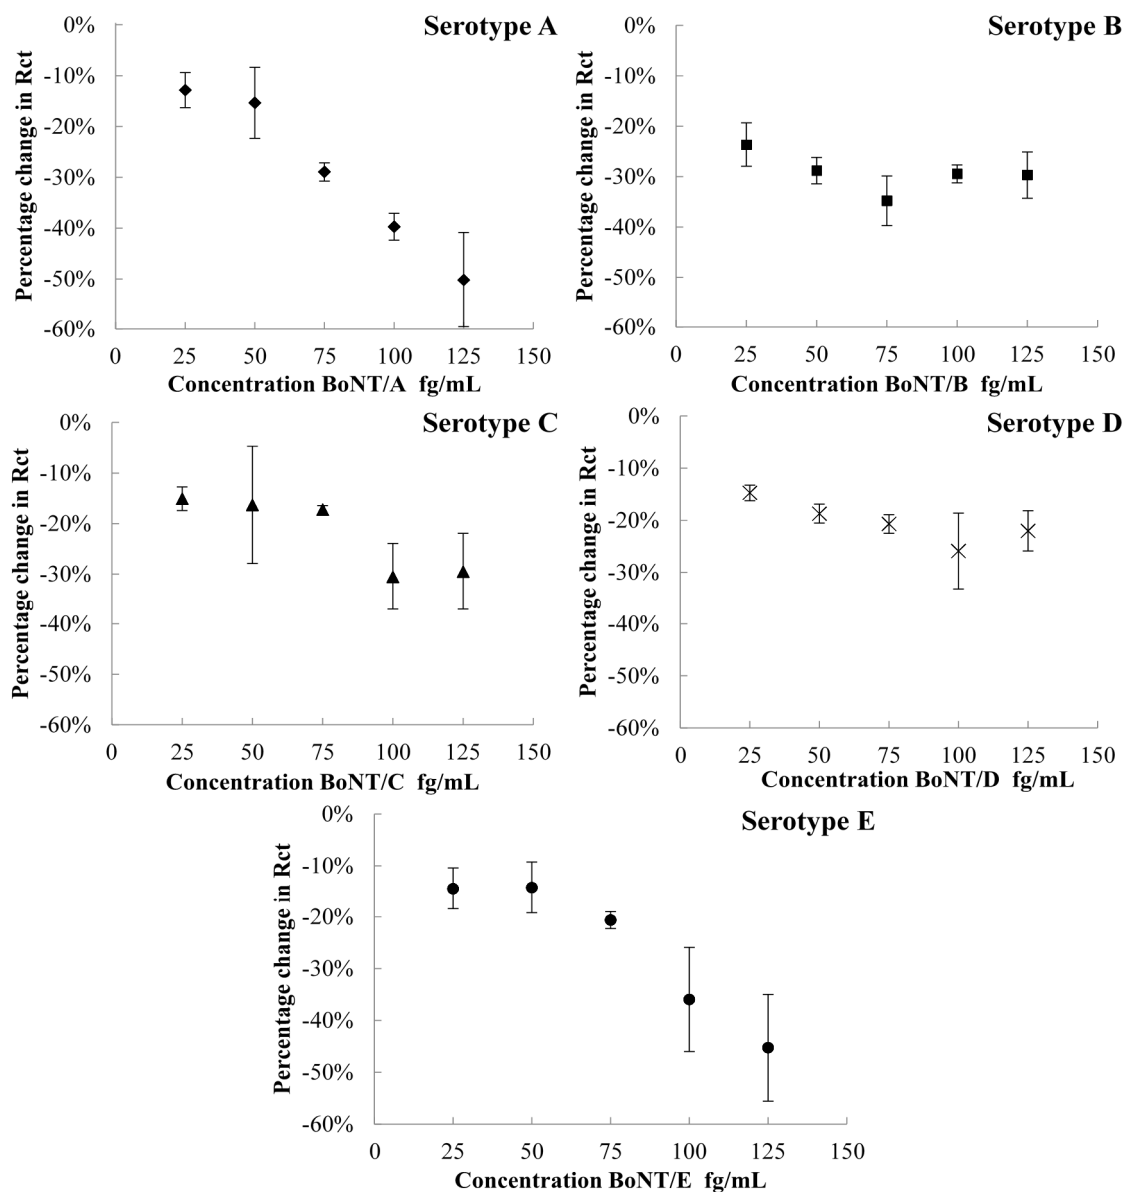 Serotype A
Percentage change in Rct
0%
-10%
-20%
-30%
-40%
-50%
-60%
0 25 50 75 100 125 150
Concentration BoNT/A fg/mL
Serotype B
Percentage change in Rct
0%
-10%
-20%
-30%
-40%
-50%
-60%
0 25 50 75 100 125 150
Concentration BoNT/B fg/mL
Serotype C
Percentage change in Rct
0%
-10%
-20%
-30%
-40%
-50%
-60%
0 25 50 75 100 125 150
Concentration BoNT/C fg/mL
Serotype D
Percentage change in Rct
0%
-10%
-20%
-30%
-40%
-50%
-60%
0 25 50 75 100 125 150
Concentration BoNT/D fg/mL
Serotype E
Percentage change in Rct
0%
-10%
-20%
-30%
-40%
-50%
-60%
0 25 50 75 100 125 150
Concentration BoNT/E fg/mL